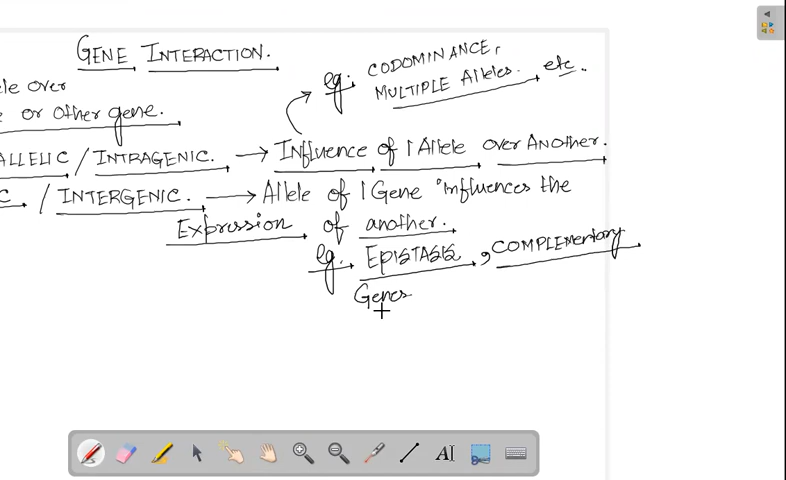 GENE INTERACTION.
eg. CODOMINANCE,
MULTIPLE Alleles. etc.
le over
or other gene.
ALLELIC / INTRAGENIC. → Influence of 1 Allele over Another.
C / INTERGENIC. → Allele of 1 Gene influences the
Expression of another.
eg. EPISTASIS, COMPLEMentary
Genes
AI